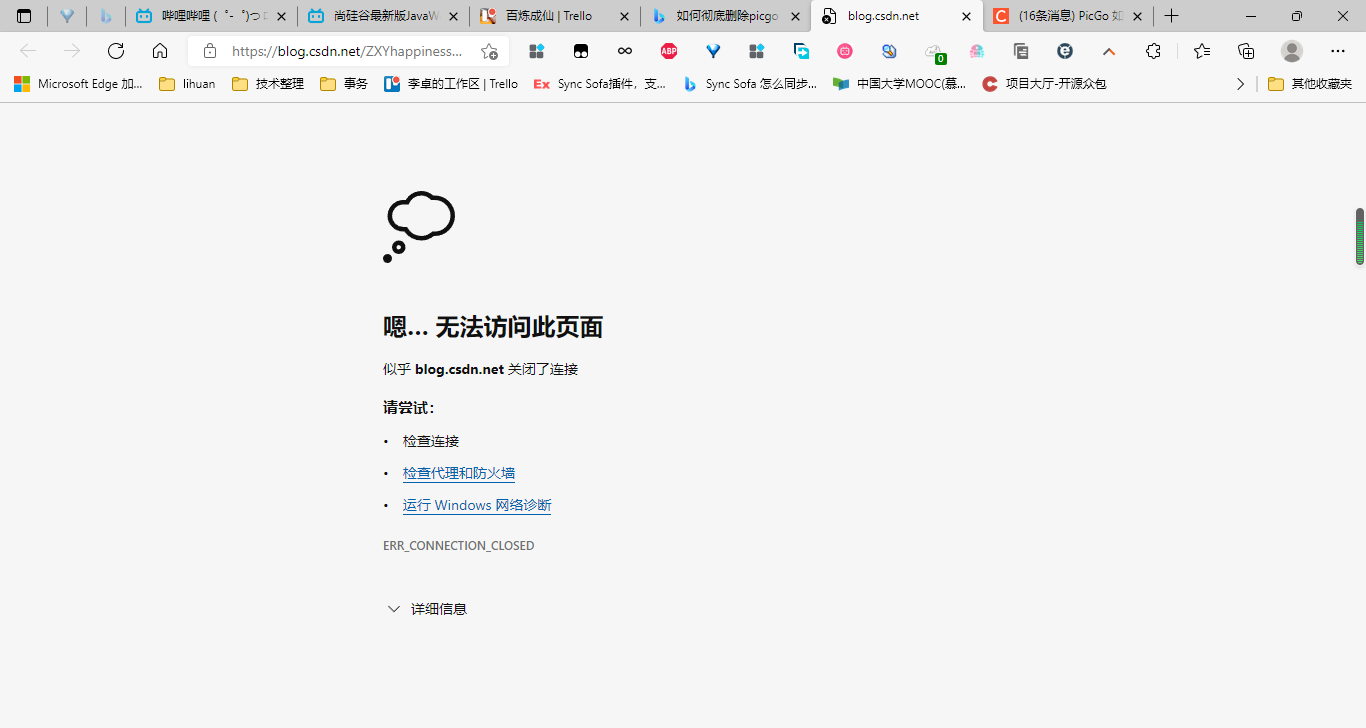 哔哩哔哩 (゜-゜)つ
尚硅谷最新版JavaW
百炼成仙 | Trello
如何彻底删除picgo
blog.csdn.net
(16条消息) PicGo 如
https://blog.csdn.net/ZXYhappiness...
ABP
0
Microsoft Edge 加...
lihuan
技术整理
事务
李卓的工作区 | Trello
Ex Sync Sofa插件，支...
Sync Sofa 怎么同步...
中国大学MOOC(慕...
项目大厅-开源众包
其他收藏夹
嗯… 无法访问此页面
似乎 blog.csdn.net 关闭了连接
请尝试：
• 检查连接
• 检查代理和防火墙
• 运行 Windows 网络诊断
ERR_CONNECTION_CLOSED
详细信息